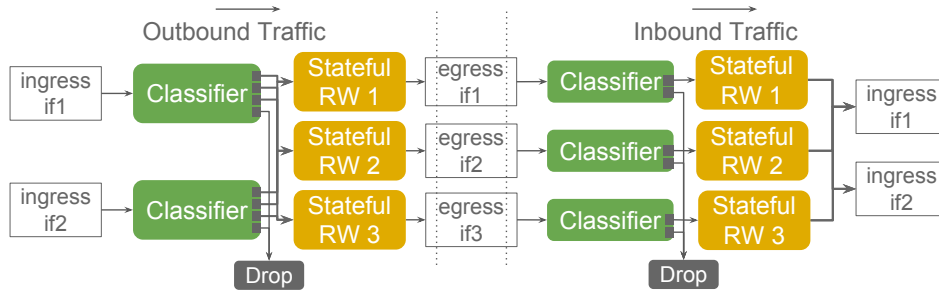 Outbound Traffic
Inbound Traffic
ingress
if1
Classifier
Stateful
RW 1
egress
if1
Classifier
Stateful
RW 1
ingress
if1
Stateful
RW 2
egress
if2
Classifier
Stateful
RW 2
ingress
if2
Classifier
Stateful
RW 3
egress
if3
Classifier
Stateful
RW 3
ingress
if2
Drop
Drop